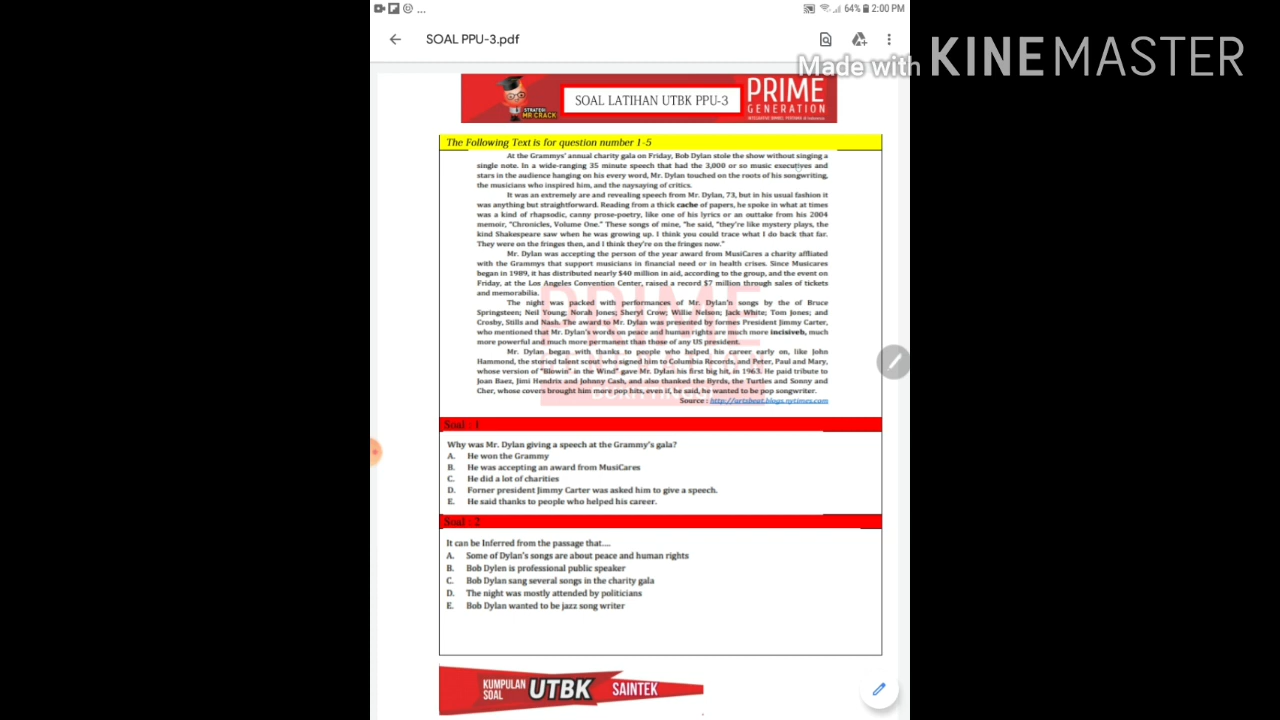 ... 64% 2:00 PM
SOAL PPU-3.pdf
Made with KINEMASTER
STRATEGI
MR CRACK
SOAL LATIHAN UTBK PPU-3
PRIME
GENERATION
The Following Text is for question number 1-5
At the Grammys' annual charity gala on Friday, Bob Dylan stole the show without singing a
single note. In a wide-ranging 35 minute speech that had the 3,000 or so music executives and
stars in the audience hanging on his every word, Mr. Dylan touched on the roots of his songwriting,
the musicians who inspired him, and the naysaying of critics.
It was an extremely are and revealing speech from Mr. Dylan, 73, but in his usual fashion it
was anything but straightforward. Reading from a thick cache of papers, he spoke in what at times
was a kind of rhapsodic, canny prose-poetry, like one of his lyrics or an outtake from his 2004
memoir, "Chronicles, Volume One." These songs of mine, "he said, "they're like mystery plays, the
kind Shakespeare saw when he was growing up. I think you could trace what I do back that far.
They were on the fringes then, and I think they're on the fringes now."
Mr. Dylan was accepting the person of the year award from MusiCares a charity affliated
with the Grammys that support musicians in financial need or in health crises. Since Musicares
began in 1989, it has distributed nearly $40 million in aid, according to the group, and the event on
Friday, at the Los Angeles Convention Center, raised a record $7 million through sales of tickets
and memorabilia.
The night was packed with performances of Mr. Dylan'n songs by the of Bruce
Springsteen; Neil Young; Norah Jones; Sheryl Crow; Willie Nelson; Jack White; Tom Jones; and
Crosby, Stills and Nash. The award to Mr. Dylan was presented by formes President Jimmy Carter,
who mentioned that Mr. Dylan's words on peace and human rights are much more incisiveh, much
more powerful and much more permanent than those of any US president.
Mr. Dylan began with thanks to people who helped his career early on, like John
Hammond, the storied talent scout who signed him to Columbia Records, and Peter, Paul and Mary,
whose version of "Blowin" in the Wind" gave Mr. Dylan his first big hit, in 1963. He paid tribute to
Joan Baez, Jimi Hendrix and Johnny Cash, and also thanked the Byrds, the Turtles and Sonny and
Cher, whose covers brought him more pop hits, even if, he said, he wanted to be pop songwriter.
Source : http://artsbeat.blogs.nytimes.com
PRIME
Soal : 1
Why was Mr. Dylan giving a speech at the Grammy's gala?
A. He won the Grammy
B. He was accepting an award from MusiCares
C. He did a lot of charities
D. Forner president Jimmy Carter was asked him to give a speech.
E. He said thanks to people who helped his career.
Soal : 2
It can be Inferred from the passage that....
A. Some of Dylan's songs are about peace and human rights
B. Bob Dylen is professional public speaker
C. Bob Dylan sang several songs in the charity gala
D. The night was mostly attended by politicians
E. Bob Dylan wanted to be jazz song writer
KUMPULAN
SOAL
UTBK
SAINTEK